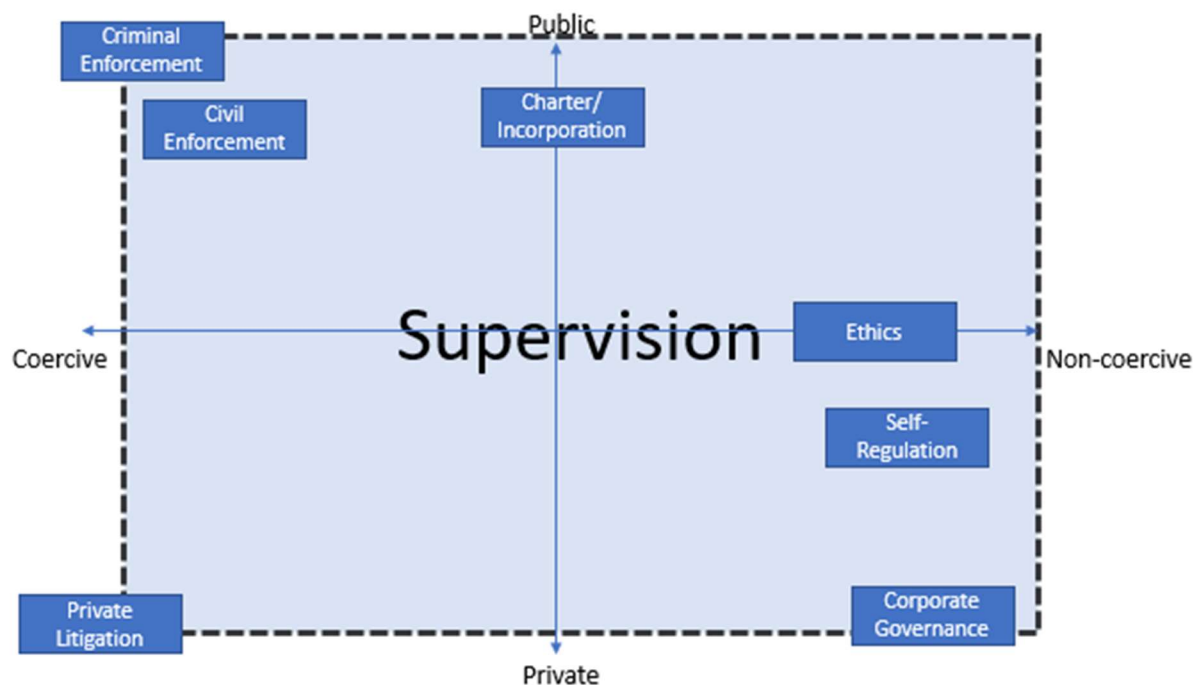 Public
Criminal
Enforcement
Civil
Enforcement
Charter/
Incorporation
Supervision
Ethics
Coercive
Non-coercive
Self-
Regulation
Private
Litigation
Corporate
Governance
Private